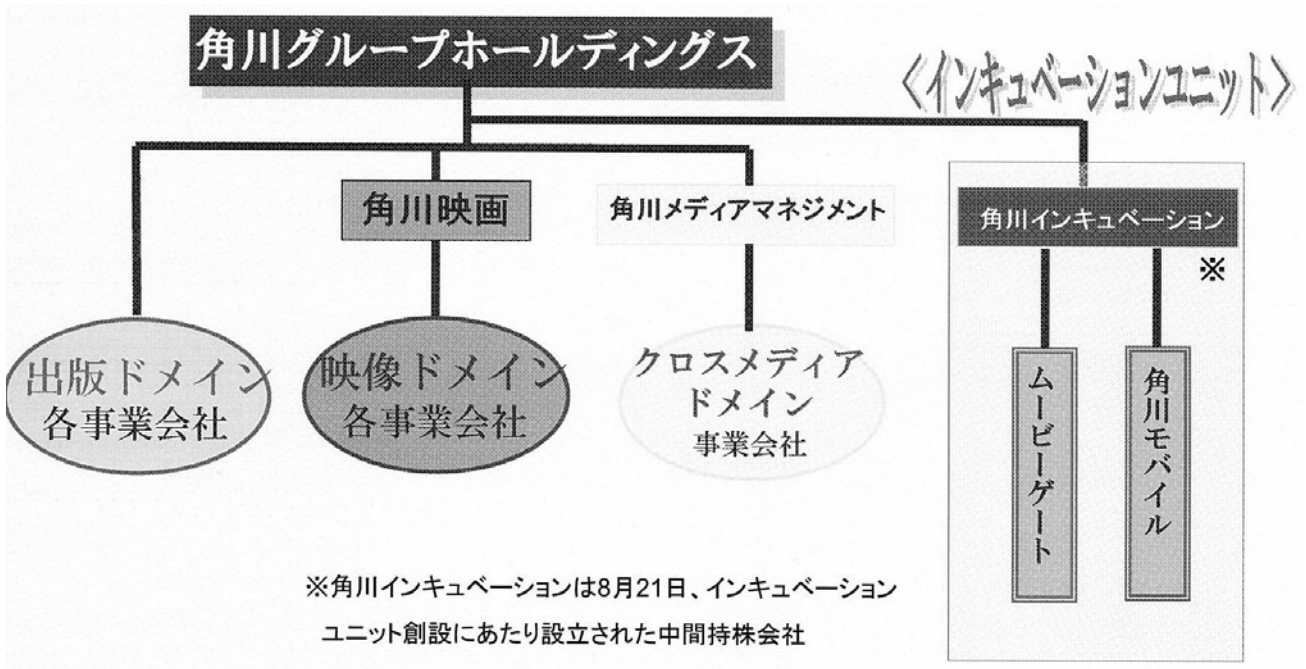 角川グループホールディングス
〈インキュベーションユニット〉
角川映画
角川メディアマネジメント
角川インキュベーション
※
出版ドメイン
各事業会社
映像ドメイン
各事業会社
クロスメディア
ドメイン
事業会社
ムービーゲート
角川モバイル
※角川インキュベーションは8月21日、インキュベーション
ユニット創設にあたり設立された中間持株会社